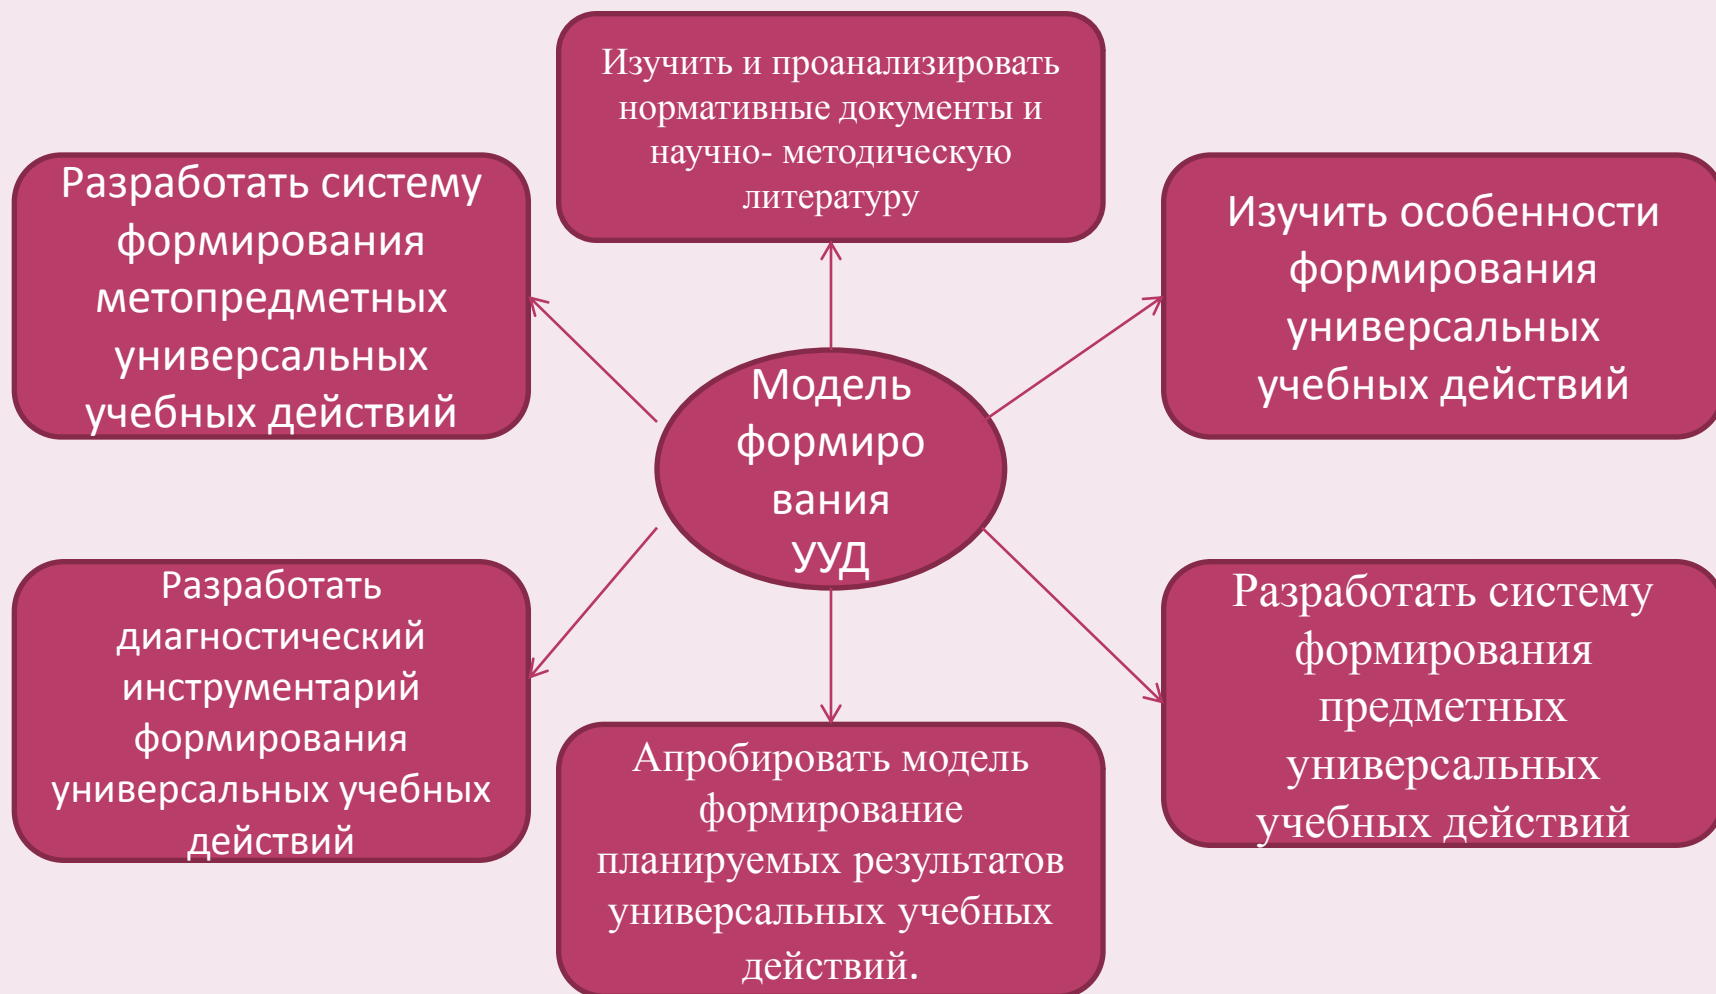 Изучить и проанализировать
нормативные документы и
научно- методическую
литературу
Разработать систему
формирования
метопредметных
универсальных
учебных действий
Изучить особенности
формирования
универсальных
учебных действий
Модель
формиро
вания
УУД
Разработать
диагностический
инструментарий
формирования
универсальных учебных
действий
Разработать систему
формирования
предметных
универсальных
учебных действий
Апробировать модель
формирование
планируемых результатов
универсальных учебных
действий.